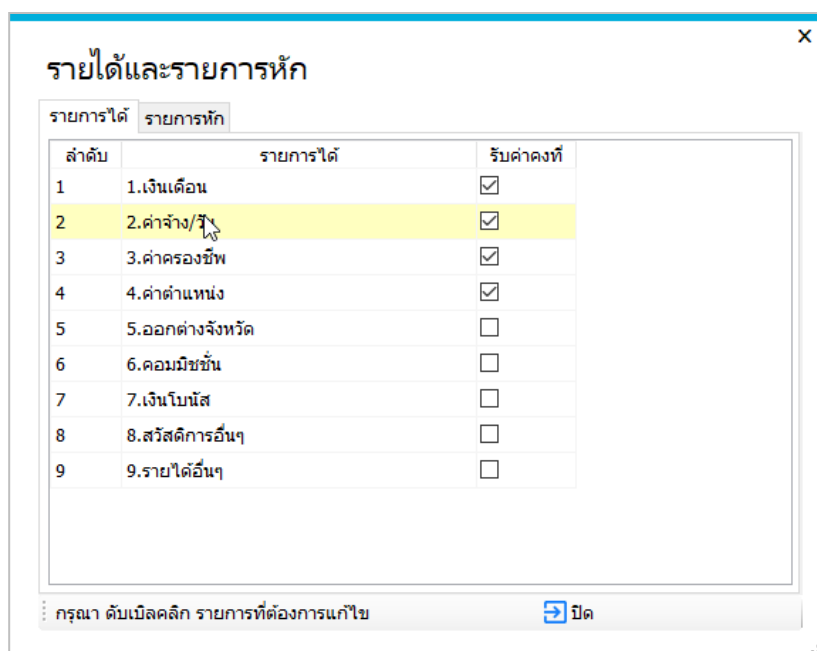 รายได้และรายการหัก
รายการได้ รายการหัก
ลำดับ รายการได้ รับค่าคงที่
1 1.เงินเดือน
2 2.ค่าจ้าง/วัน
3 3.ค่าครองชีพ
4 4.ค่าตำแหน่ง
5 5.ออกต่างจังหวัด
6 6.คอมมิชชั่น
7 7.เงินโบนัส
8 8.สวัสดิการอื่นๆ
9 9.รายได้อื่นๆ
กรุณา ดับเบิลคลิก รายการที่ต้องการแก้ไข ปิด